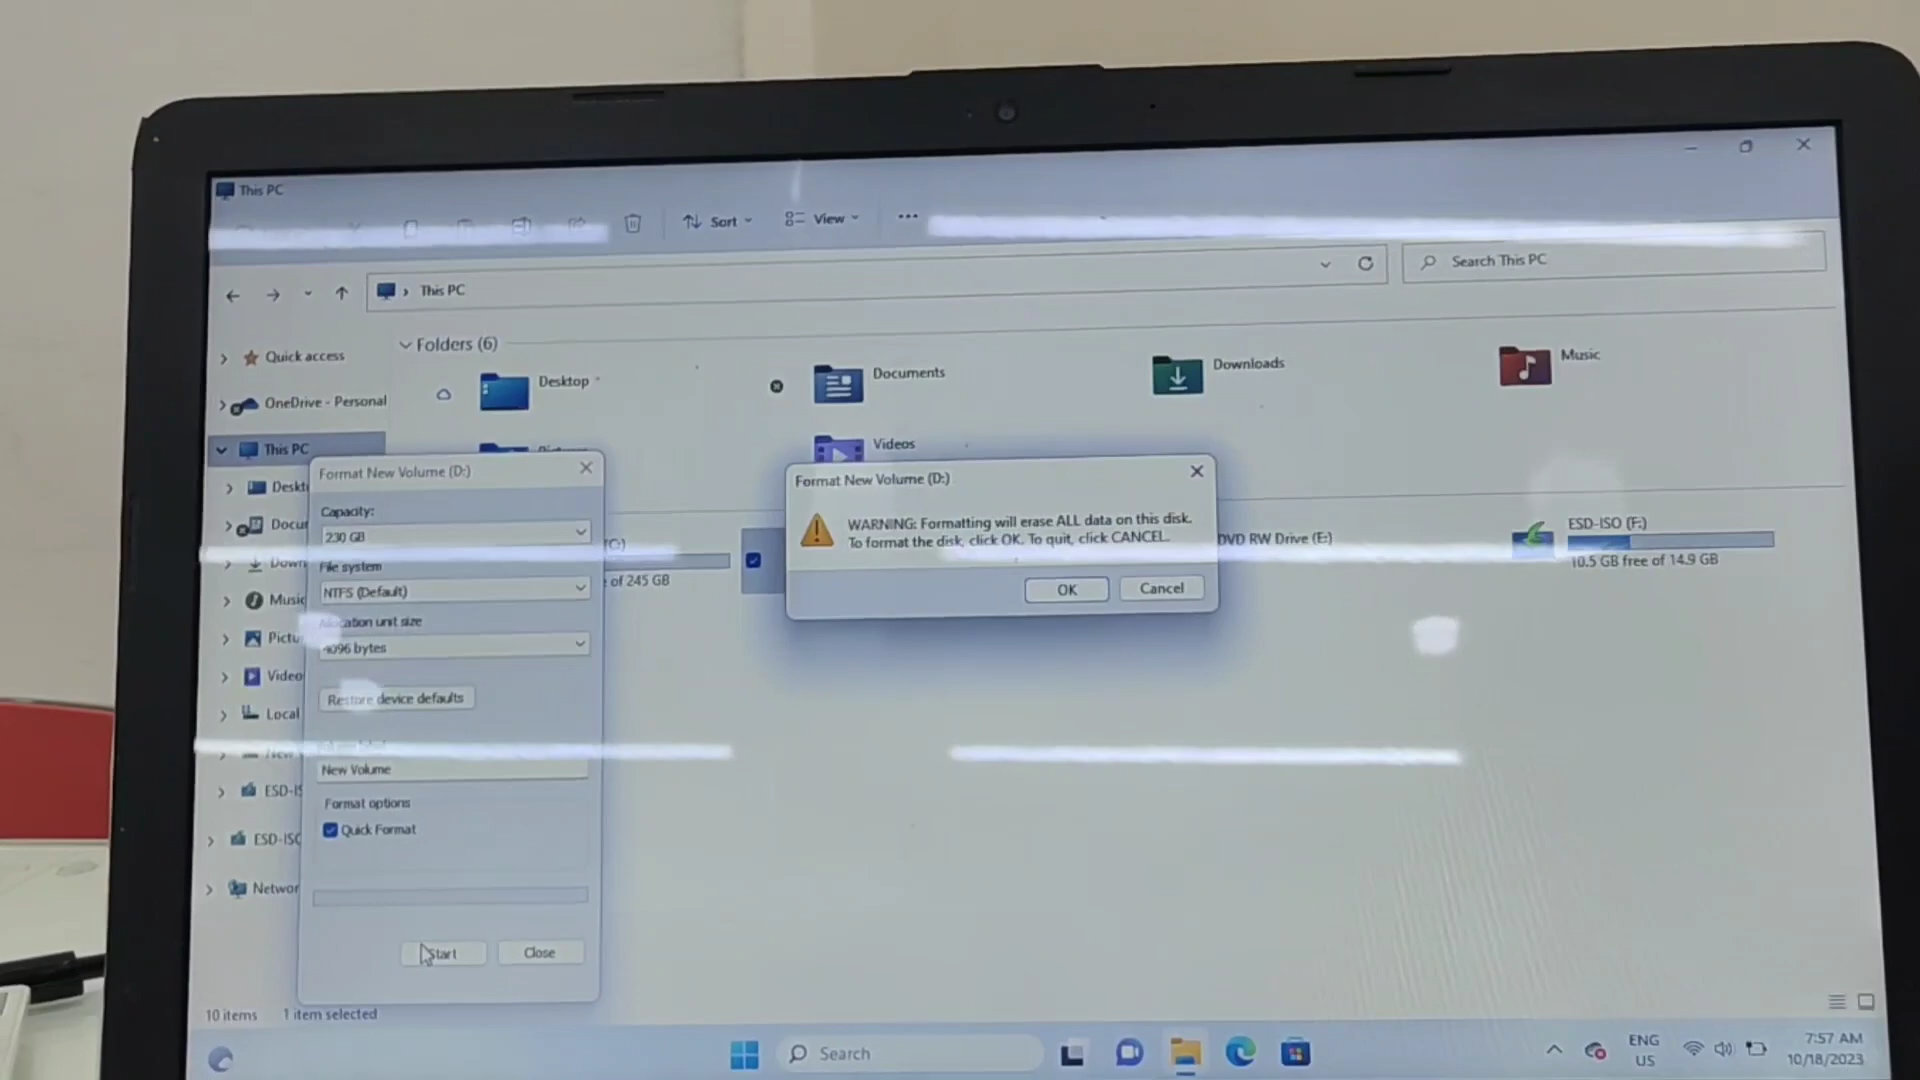 This PC
Sort
View
This PC
Search This PC
Quick access
OneDrive - Personal
This PC
Folders (6)
Desktop
Documents
Downloads
Music
Videos
Format New Volume (D:)
Capacity:
230 GB
File system
NTFS (Default)
Allocation unit size
4096 bytes
Restore device defaults
New Volume
Format options
Quick Format
Start
Close
of 245 GB
Format New Volume (D:)
WARNING: Formatting will erase ALL data on this disk.
To format the disk, click OK. To quit, click CANCEL.
OK
Cancel
DVD RW Drive (E:)
ESD-ISO (F:)
10.5 GB free of 14.9 GB
Deskt
Docur
Down
Music
Pictu
Video
Local
New
ESD-IS
ESD-ISO
Networ
10 items
1 item selected
Search
ENG
US
7:57 AM
10/18/2023